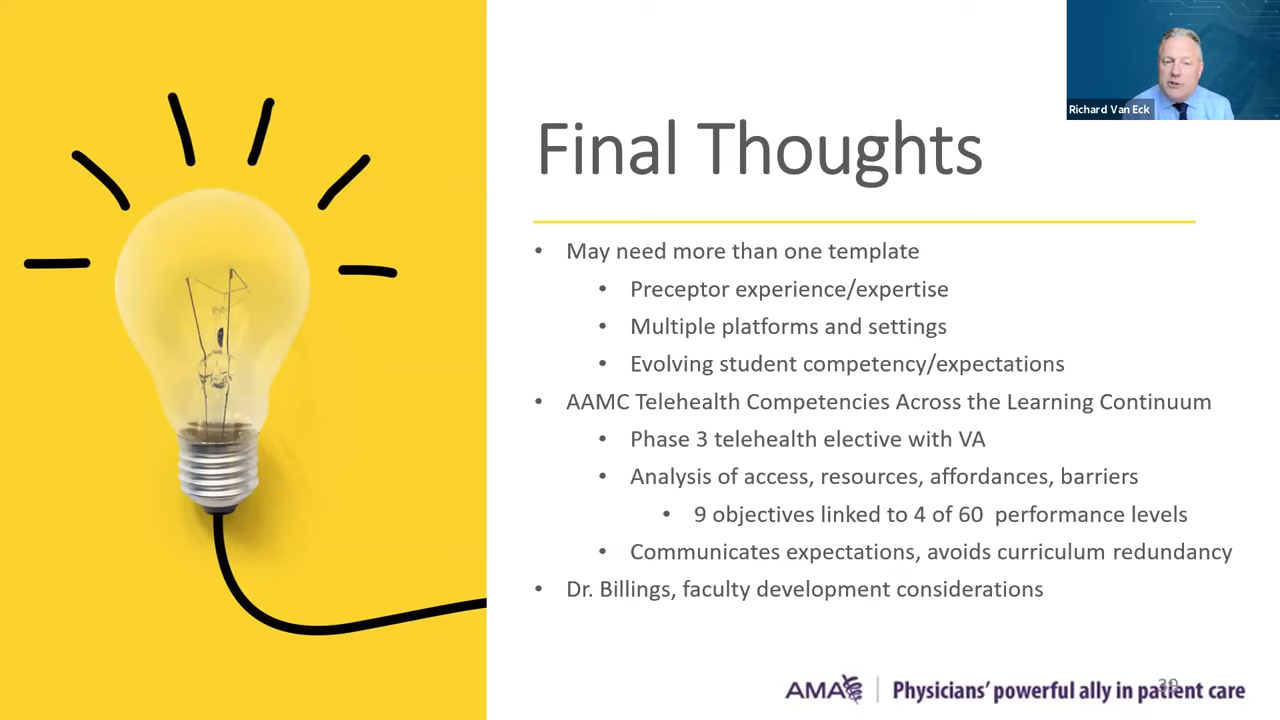 Richard Van Eck
Final Thoughts
• May need more than one template
• Preceptor experience/expertise
• Multiple platforms and settings
• Evolving student competency/expectations
• AAMC Telehealth Competencies Across the Learning Continuum
• Phase 3 telehealth elective with VA
• Analysis of access, resources, affordances, barriers
• 9 objectives linked to 4 of 60 performance levels
• Communicates expectations, avoids curriculum redundancy
• Dr. Billings, faculty development considerations
AMA Physicians’ powerful ally in patient care
39